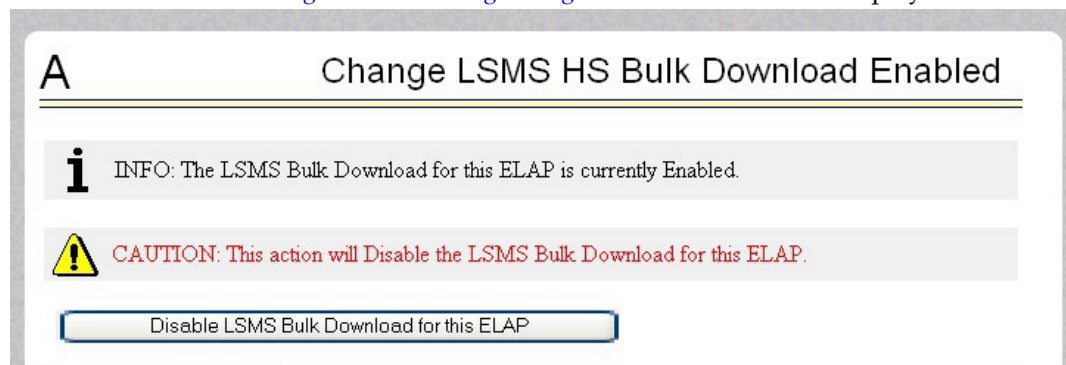 A Change LSMS HS Bulk Download Enabled
i INFO: The LSMS Bulk Download for this ELAP is currently Enabled.
CAUTION: This action will Disable the LSMS Bulk Download for this ELAP.
Disable LSMS Bulk Download for this ELAP